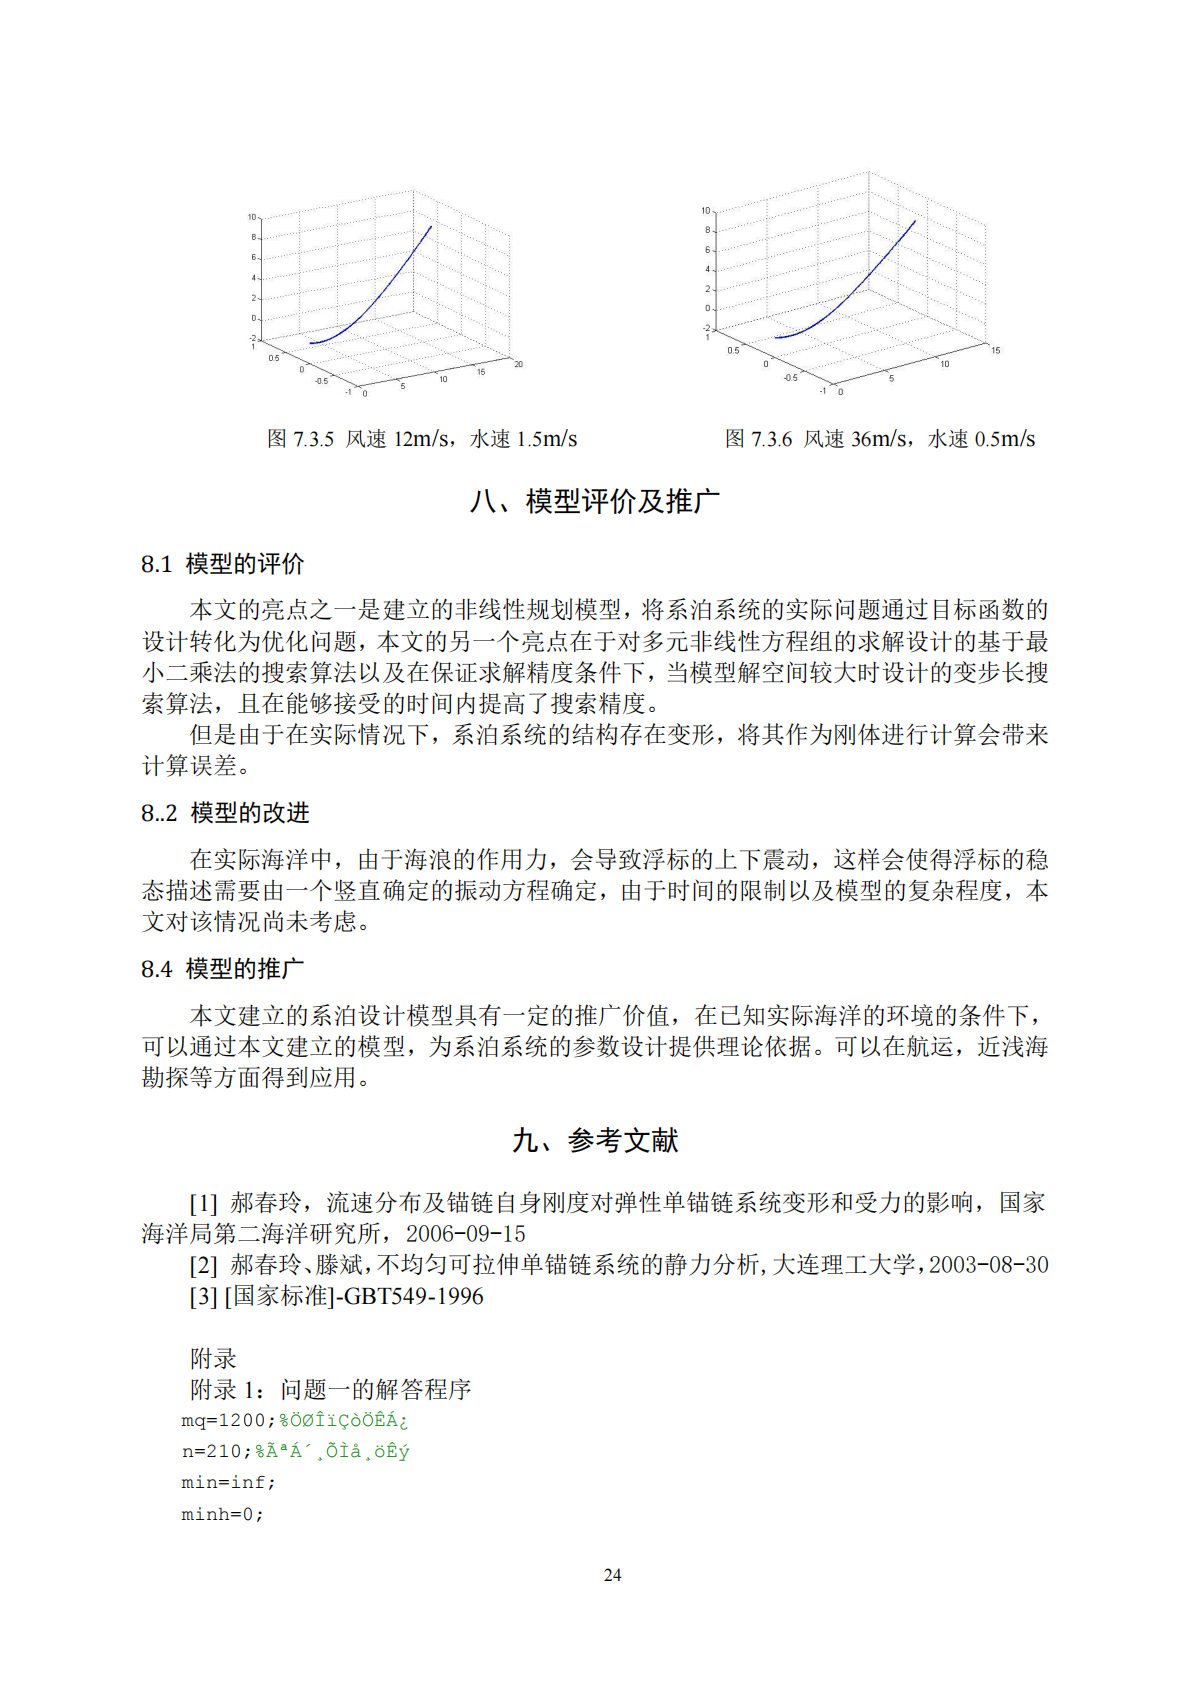 10
8
6
4
2
0
-2
1
0.5
0
-0.5
-1
0
5
10
15
20
10
8
6
4
2
0
-2
1
0.5
0
-0.5
-1
0
5
10
15
图 7.3.5 风速 12m/s，水速 1.5m/s
图 7.3.6 风速 36m/s，水速 0.5m/s
八、模型评价及推广
8.1 模型的评价
本文的亮点之一是建立的非线性规划模型，将系泊系统的实际问题通过目标函数的
设计转化为优化问题，本文的另一个亮点在于对多元非线性方程组的求解设计的基于最
小二乘法的搜索算法以及在保证求解精度条件下，当模型解空间较大时设计的变步长搜
索算法，且在能够接受的时间内提高了搜索精度。
但是由于在实际情况下，系泊系统的结构存在变形，将其作为刚体进行计算会带来
计算误差。
8..2 模型的改进
在实际海洋中，由于海浪的作用力，会导致浮标的上下震动，这样会使得浮标的稳
态描述需要由一个竖直确定的振动方程确定，由于时间的限制以及模型的复杂程度，本
文对该情况尚未考虑。
8.4 模型的推广
本文建立的系泊设计模型具有一定的推广价值，在已知实际海洋的环境的条件下，
可以通过本文建立的模型，为系泊系统的参数设计提供理论依据。可以在航运，近浅海
勘探等方面得到应用。
九、参考文献
[1] 郝春玲，流速分布及锚链自身刚度对弹性单锚链系统变形和受力的影响，国家
海洋局第二海洋研究所，2006-09-15
[2] 郝春玲、滕斌，不均匀可拉伸单锚链系统的静力分析,大连理工大学，2003-08-30
[3] [国家标准]-GBT549-1996
附录
附录 1：问题一的解答程序
mq=1200;%ÖØÎïÇòÖÊÁ¿
n=210;%ÃªÁ´¸ÕÌå¸öÊý
min=inf;
minh=0;
24